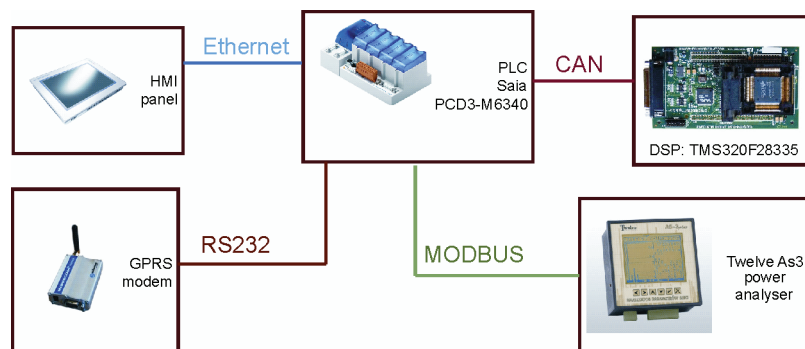 Ethernet
HMI
panel
PLC
Saia
PCD3-M6340
CAN
DSP: TMS320F28335
RS232
GPRS
modem
MODBUS
Twelve As3
power
analyser